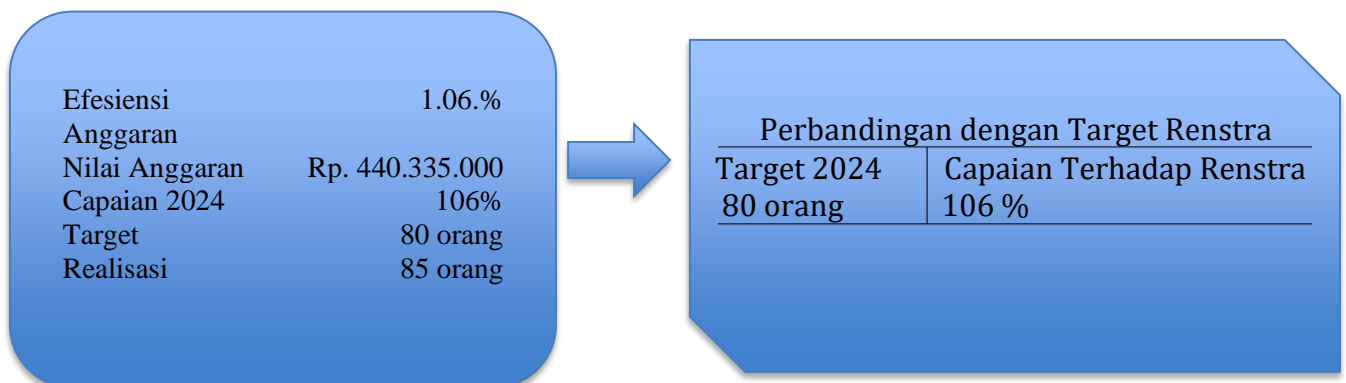 Efesiensi 1.06.%
Anggaran
Nilai Anggaran Rp. 440.335.000
Capaian 2024 106%
Target 80 orang
Realisasi 85 orang
Perbandingan dengan Target Renstra
Target 2024 Capaian Terhadap Renstra
80 orang 106 %